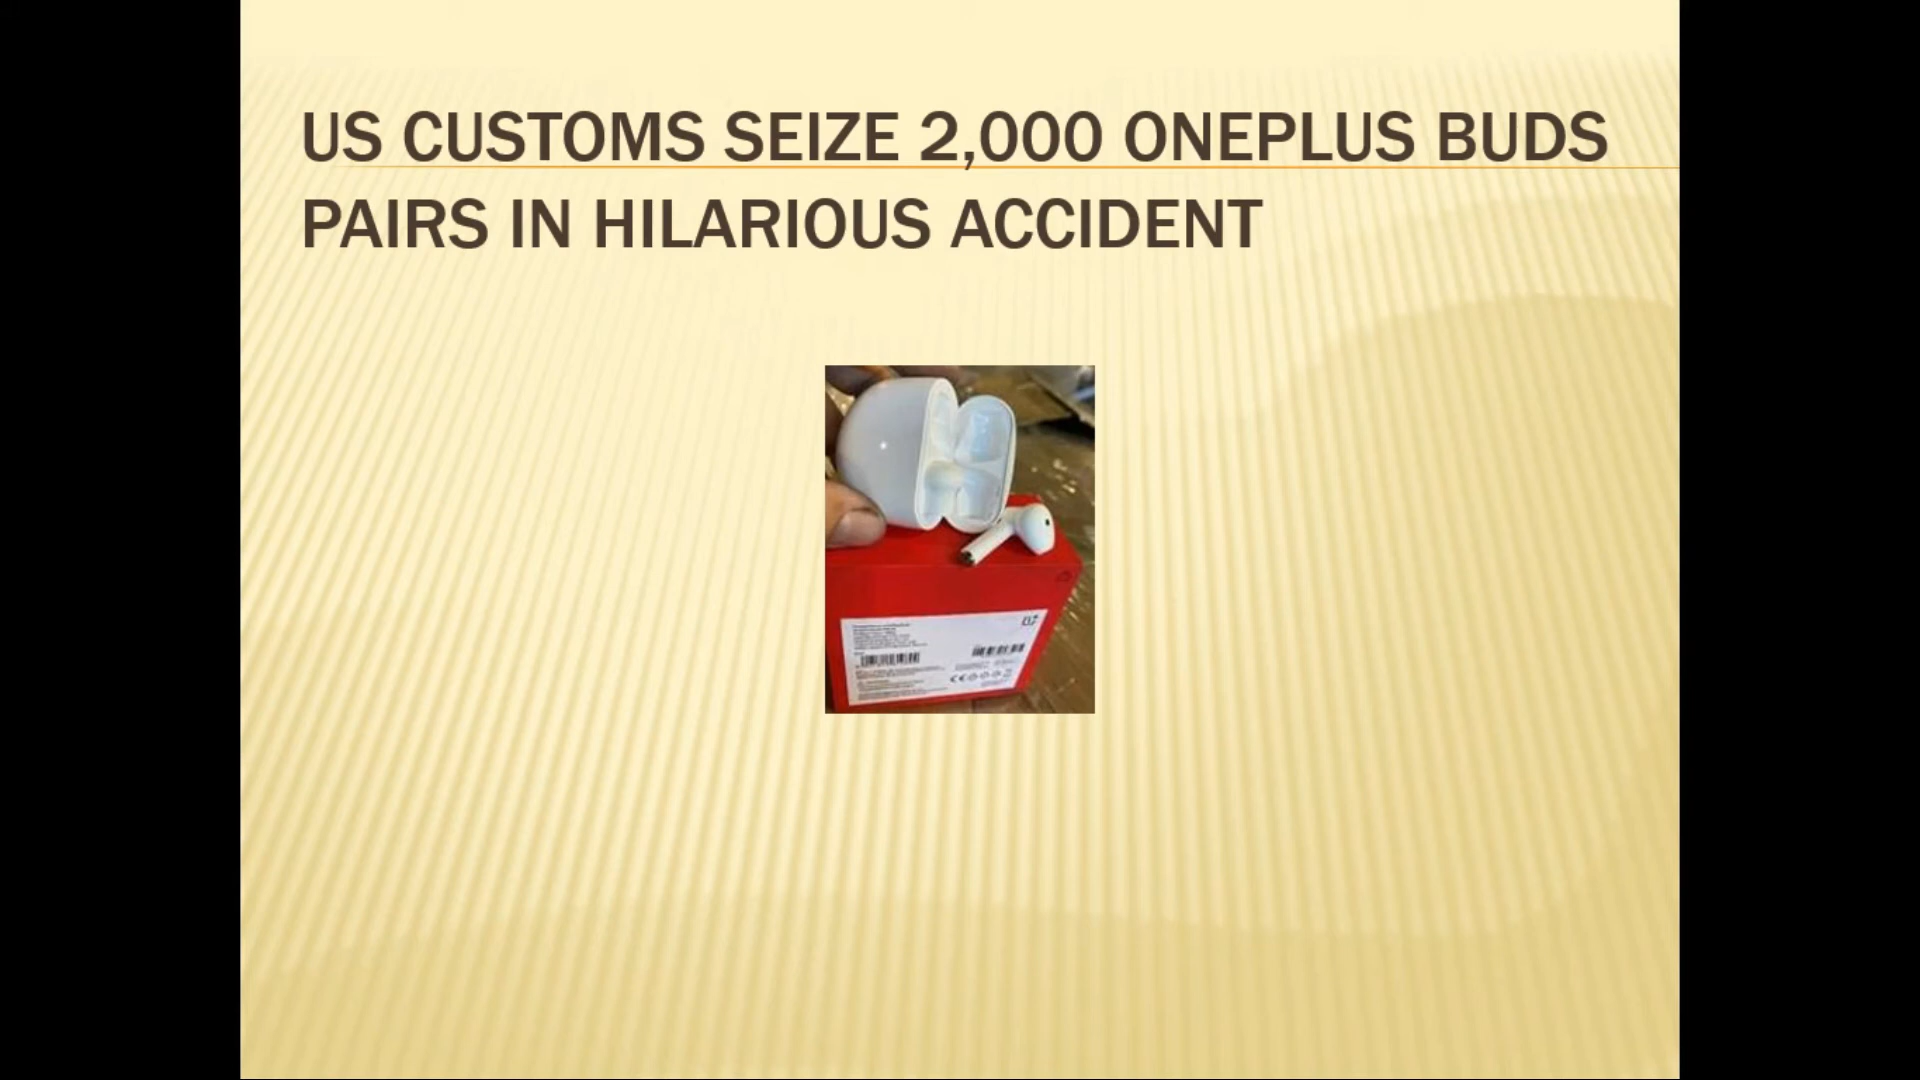 US CUSTOMS SEIZE 2,000 ONEPLUS BUDS
PAIRS IN HILARIOUS ACCIDENT